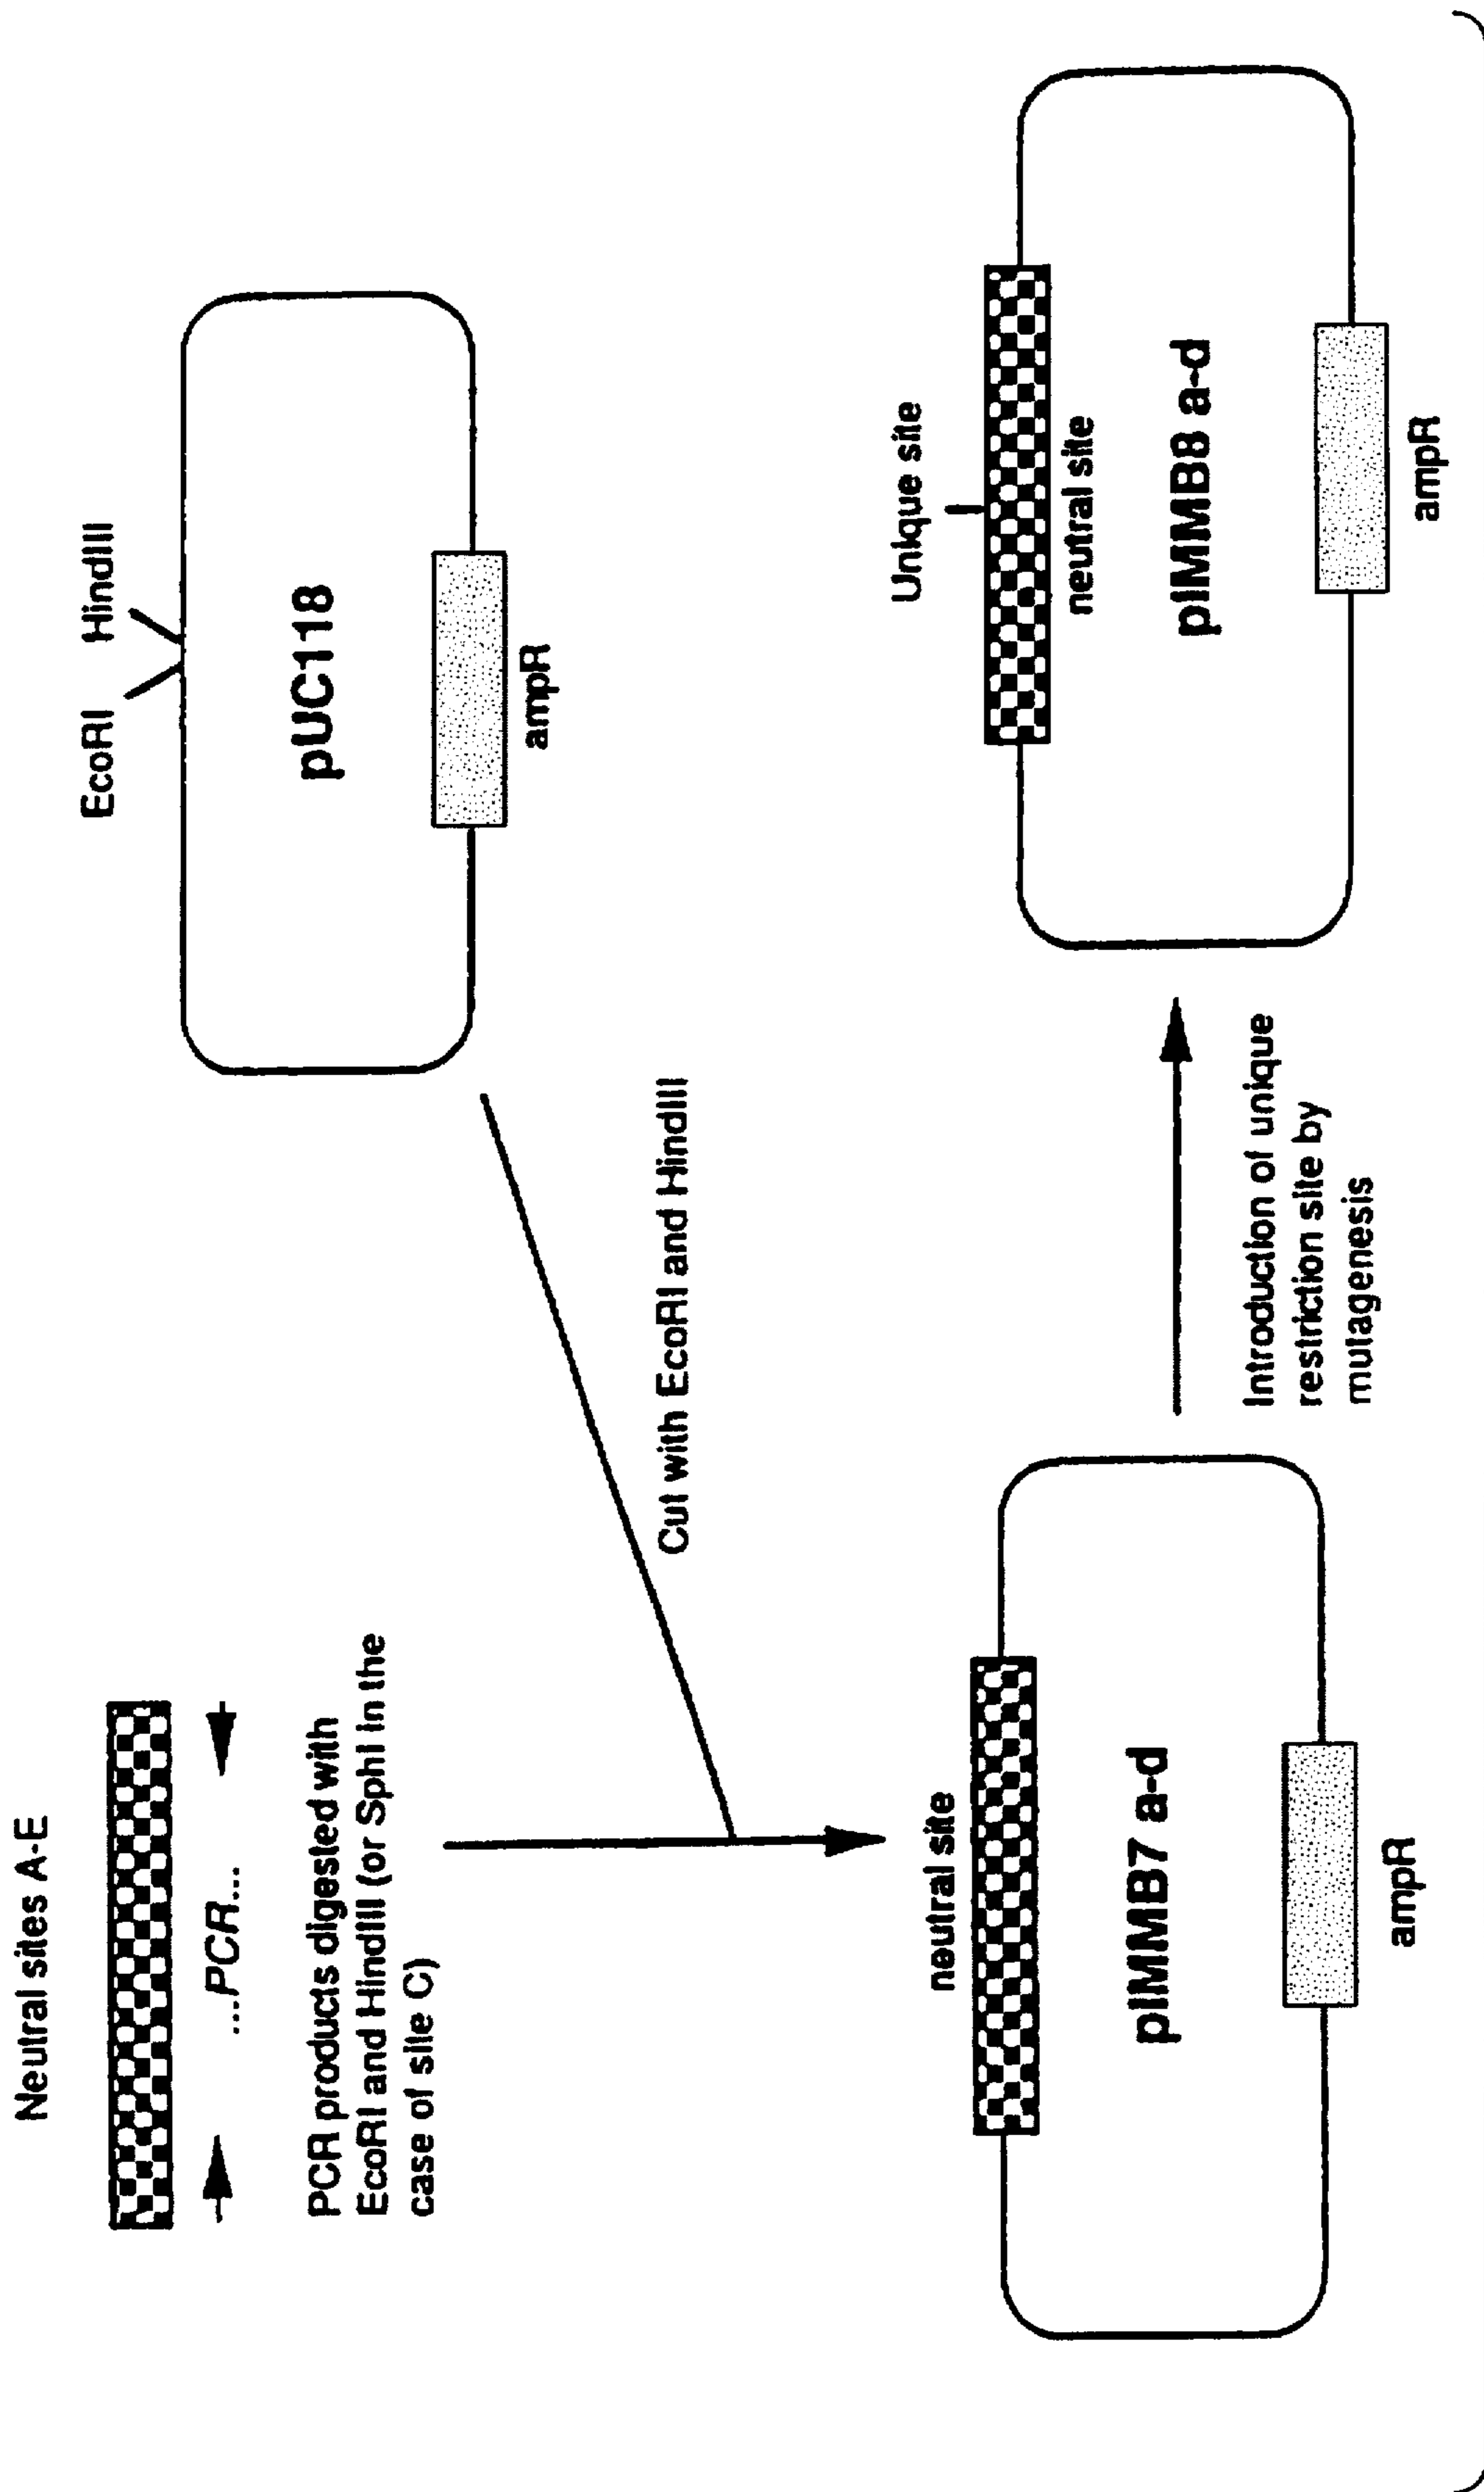 Neutral sites A-E
...PCR...
PCR products digested with
EcoRI and HindIII (or SphI in the
case of site C)
EcoRI HindIII
pUC118
ampR
Cut with EcoRI and HindIII
neutral site
pIMMB7 a-d
ampR
Introduction of unique
restriction site by
mutagenesis
Unique site
neutral site
pIMMB8 a-d
ampR